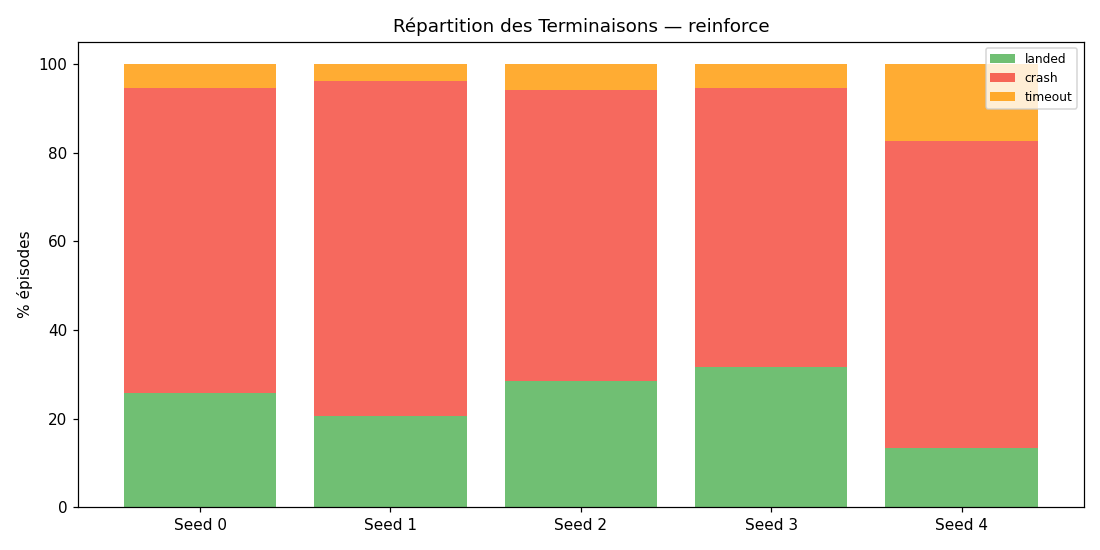 Répartition des Terminaisons — reinforce
landed
crash
timeout
% épisodes
100
80
60
40
20
0
Seed 0
Seed 1
Seed 2
Seed 3
Seed 4